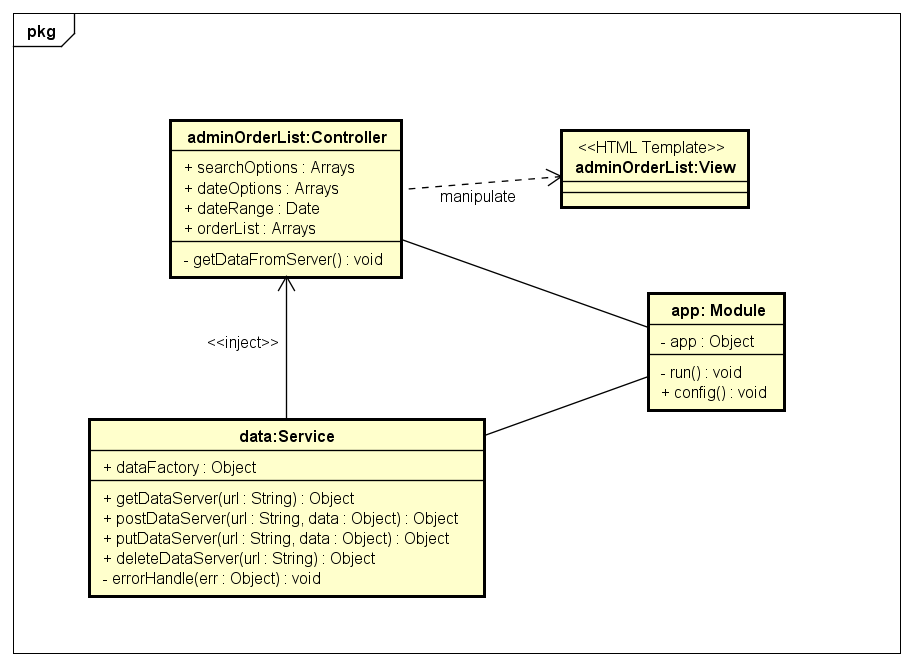 pkg
adminOrderList:Controller
+ searchOptions : Arrays
+ dateOptions : Arrays
+ dateRange : Date
+ orderList : Arrays
- getDataFromServer() : void
<<HTML Template>>
adminOrderList:View
manipulate
app: Module
- app : Object
- run() : void
+ config() : void
<<inject>>
data:Service
+ dataFactory : Object
+ getDataServer(url : String) : Object
+ postDataServer(url : String, data : Object) : Object
+ putDataServer(url : String, data : Object) : Object
+ deleteDataServer(url : String) : Object
- errorHandle(err : Object) : void